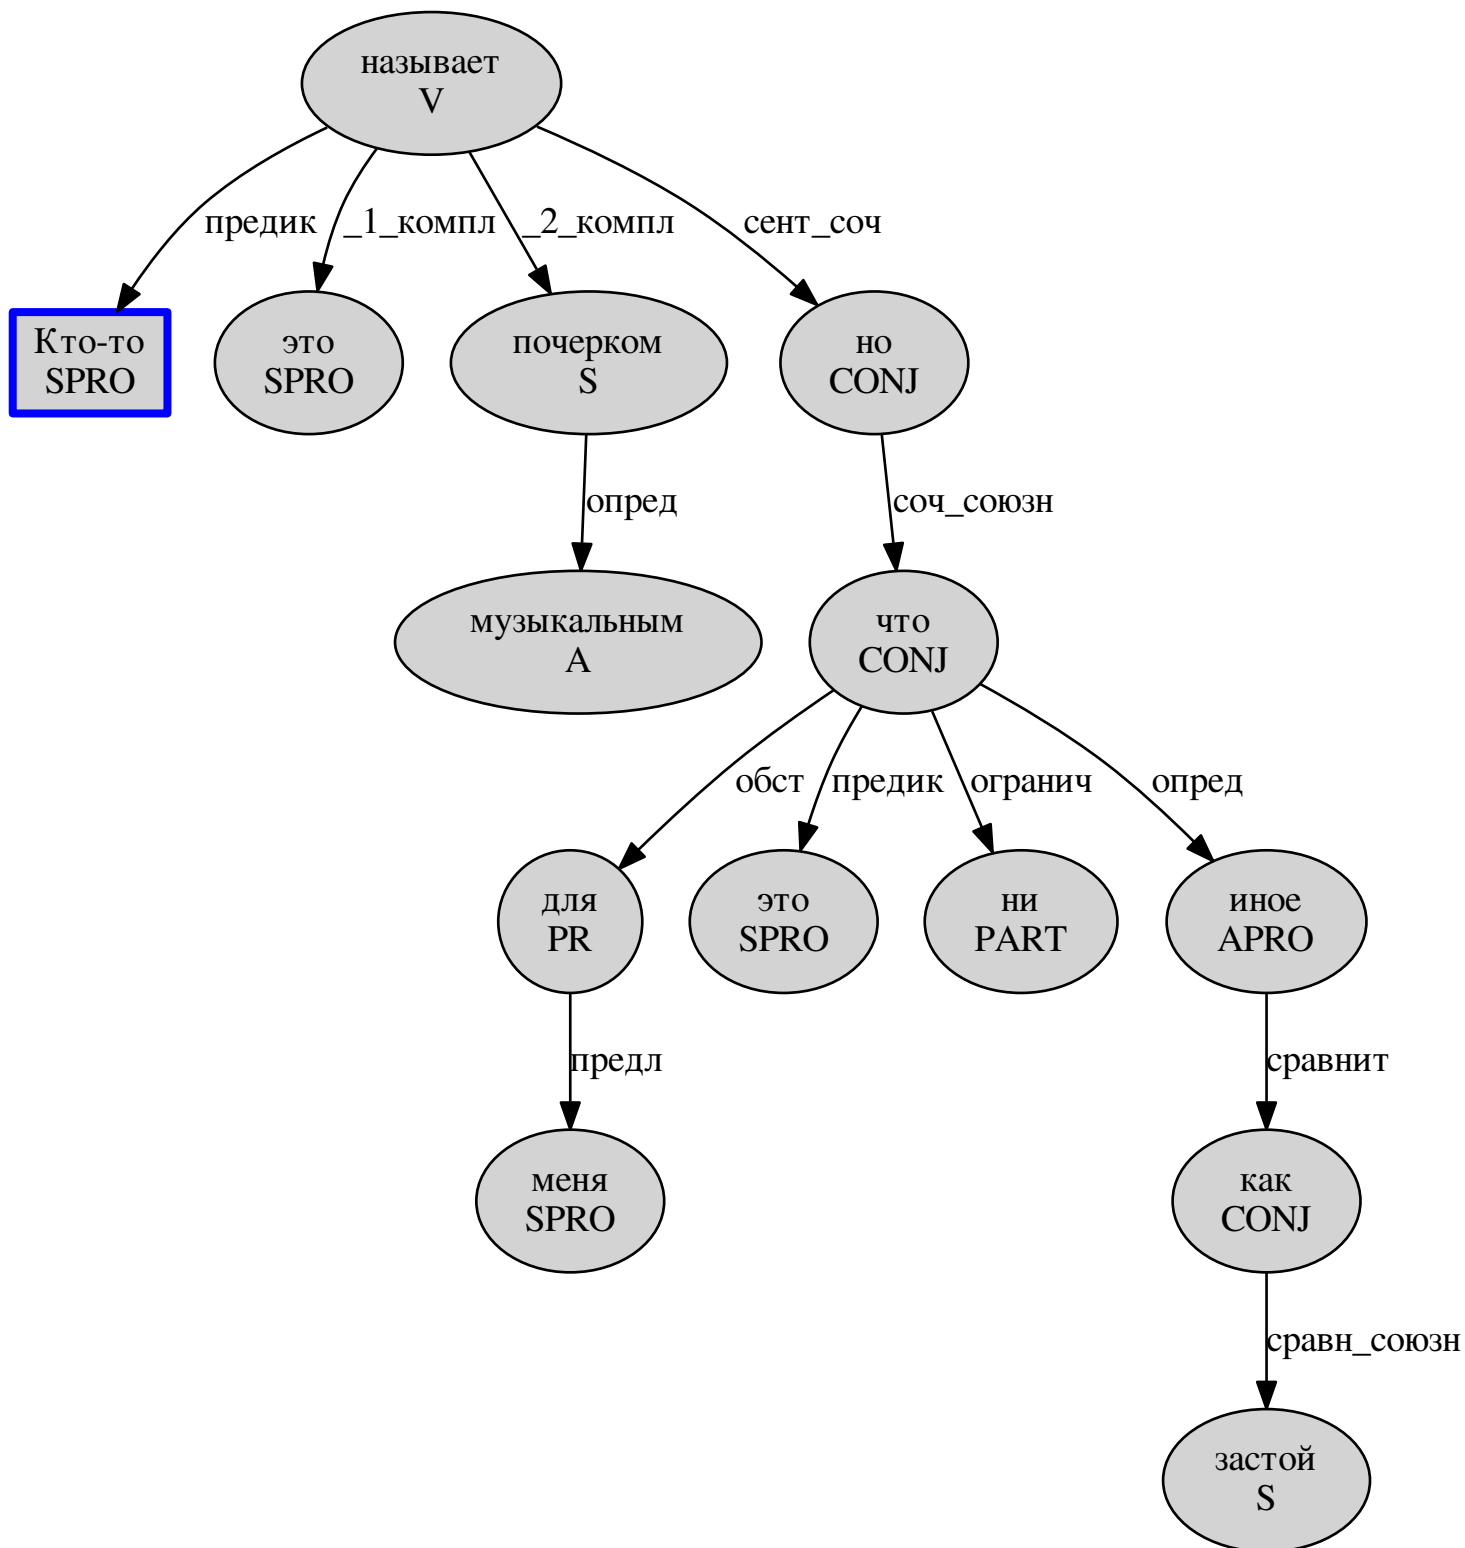 называет
V
предик
_1_компл
_2_компл
сент_соч
Кто-то
SPRO
это
SPRO
почерком
S
но
CONJ
опред
соч_союзн
музыкальным
A
что
CONJ
обст
предик
огранич
опред
для
PR
это
SPRO
ни
PART
иное
APRO
предл
сравнит
меня
SPRO
как
CONJ
сравн_союзн
застой
S